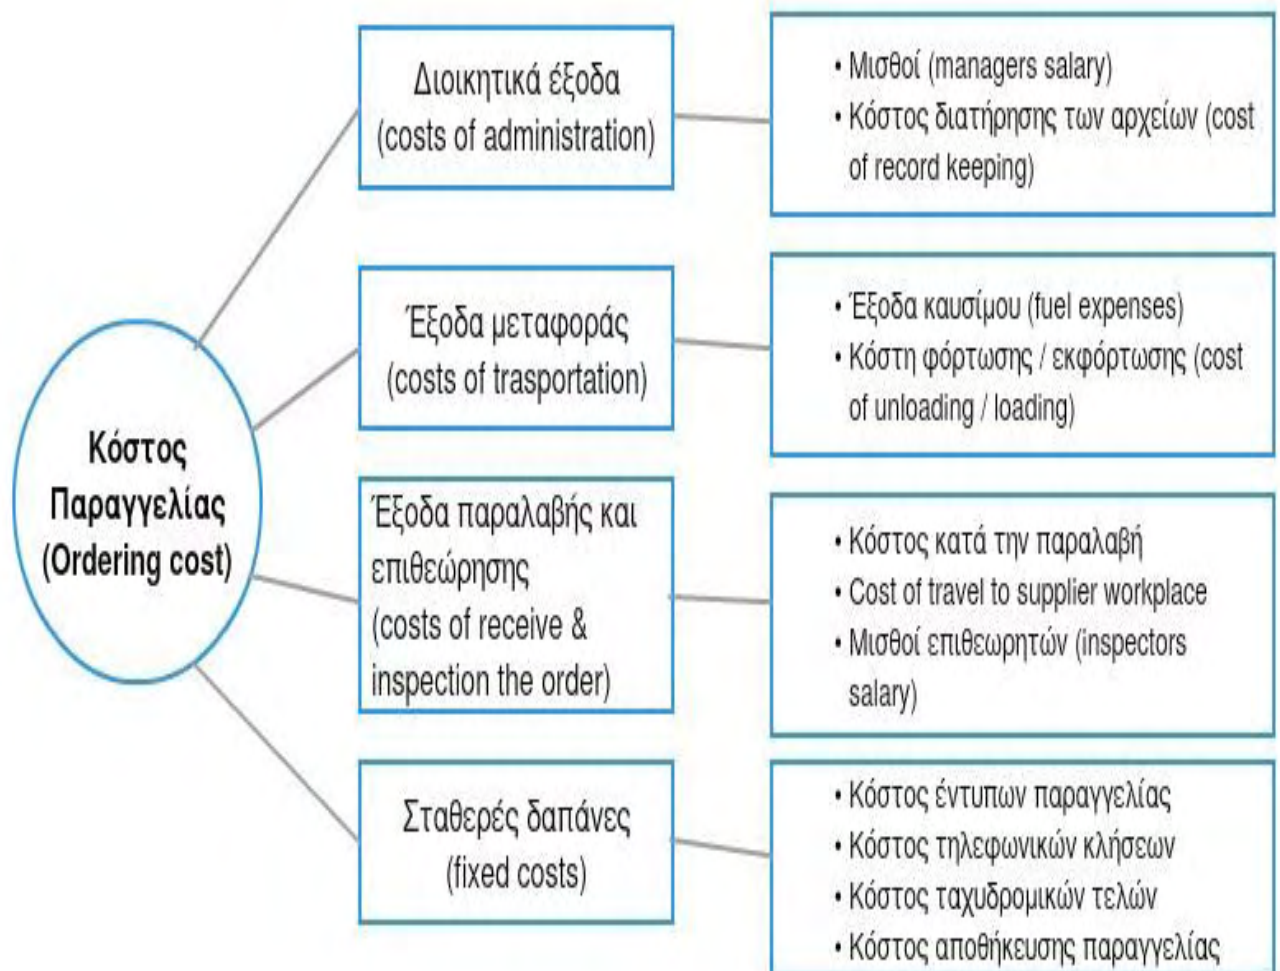 Κόστος
Παραγγελίας
(Ordering cost)
Διοικητικά έξοδα
(costs of administration)
• Μισθοί (managers salary)
• Κόστος διατήρησης των αρχείων (cost
of record keeping)
Έξοδα μεταφοράς
(costs of trasportation)
• Έξοδα καυσίμου (fuel expenses)
• Κόστη φόρτωσης / εκφόρτωσης (cost
of unloading / loading)
Έξοδα παραλαβής και
επιθεώρησης
(costs of receive &
inspection the order)
• Κόστος κατά την παραλαβή
• Cost of travel to supplier workplace
• Μισθοί επιθεωρητών (inspectors
salary)
Σταθερές δαπάνες
(fixed costs)
• Κόστος έντυπων παραγγελίας
• Κόστος τηλεφωνικών κλήσεων
• Κόστος ταχυδρομικών τελών
• Κόστος αποθήκευσης παραγγελίας